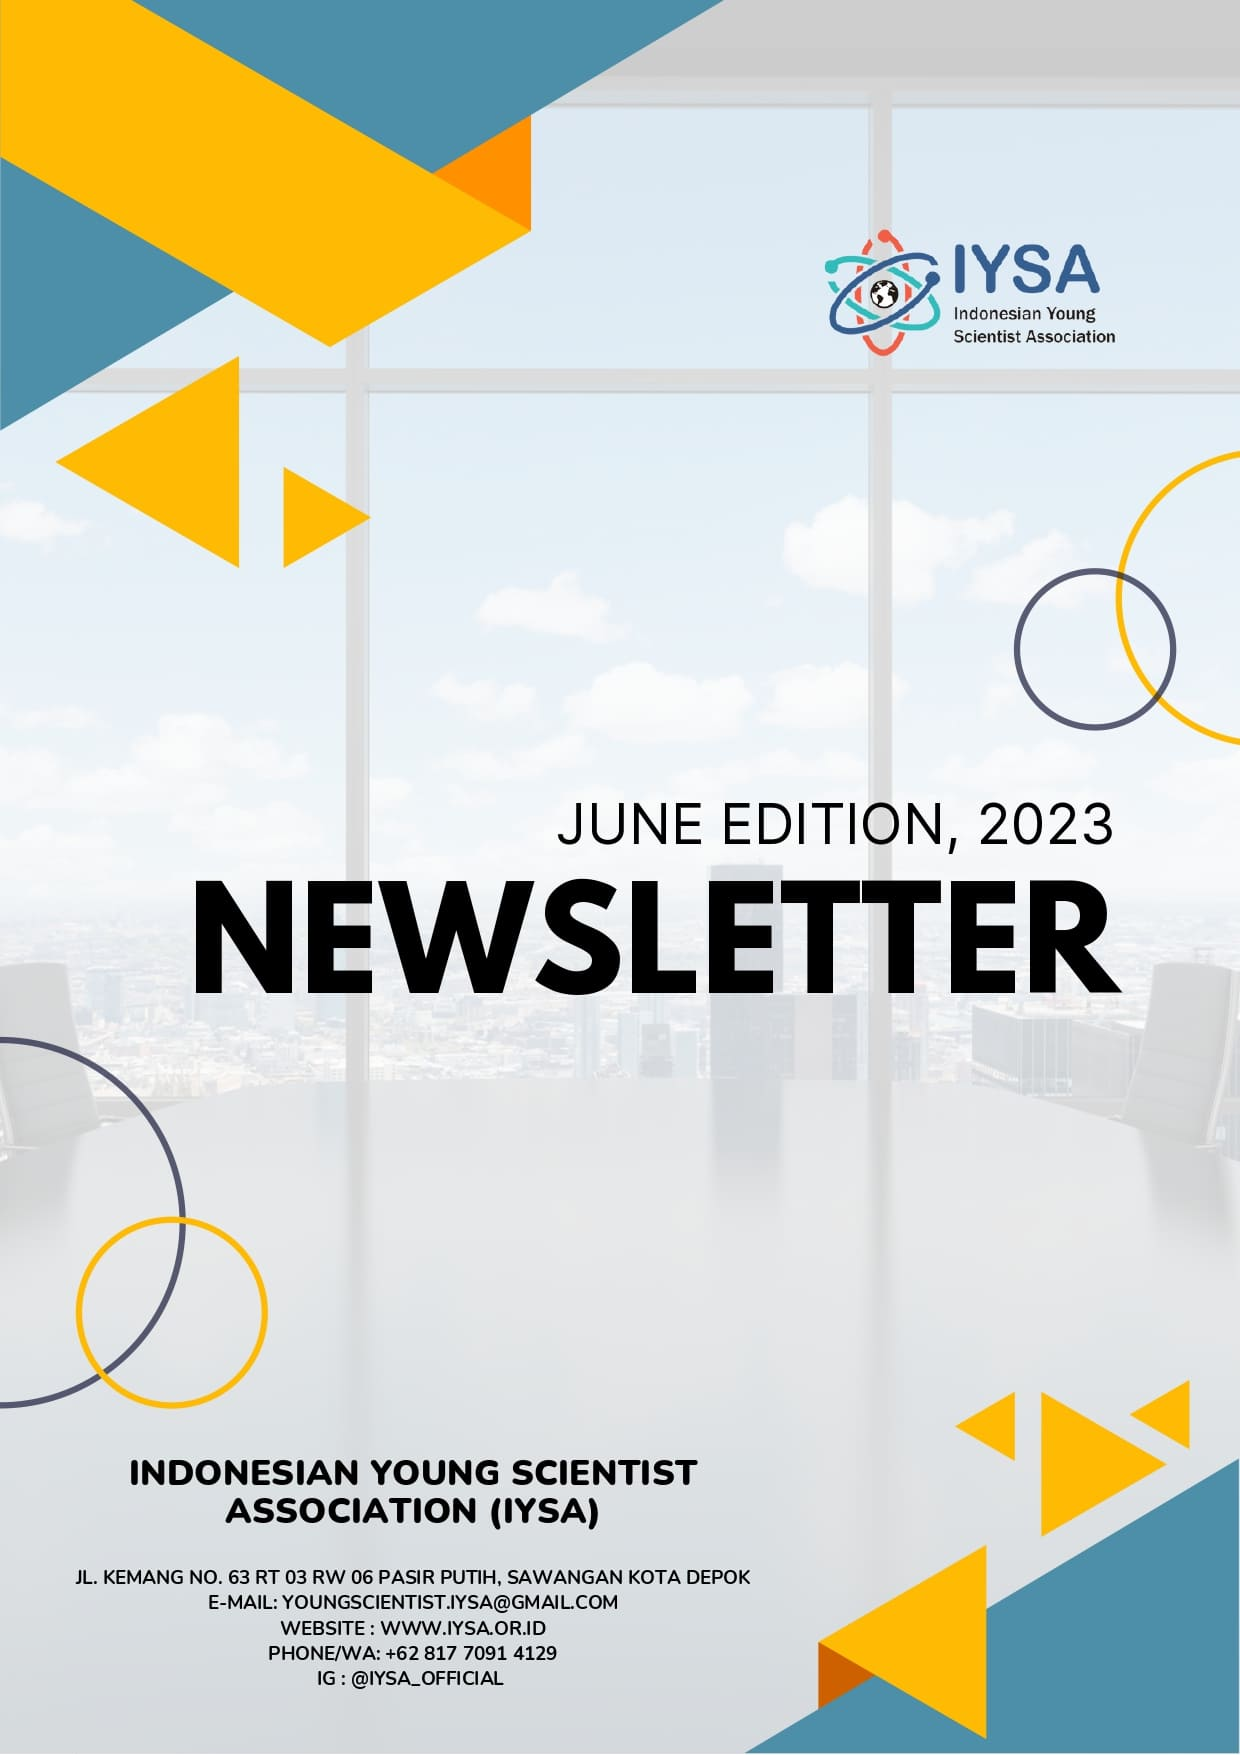 IYSA
Indonesian Young
Scientist Association
JUNE EDITION, 2023
NEWSLETTER
INDONESIAN YOUNG SCIENTIST
ASSOCIATION (IYSA)
JL. KEMANG NO. 63 RT 03 RW 06 PASIR PUTIH, SAWANGAN KOTA DEPOK
E-MAIL: YOUNGSCIENTIST.IYSA@GMAIL.COM
WEBSITE : WWW.IYSA.OR.ID
PHONE/WA: +62 817 7091 4129
IG : @IYSA_OFFICIAL